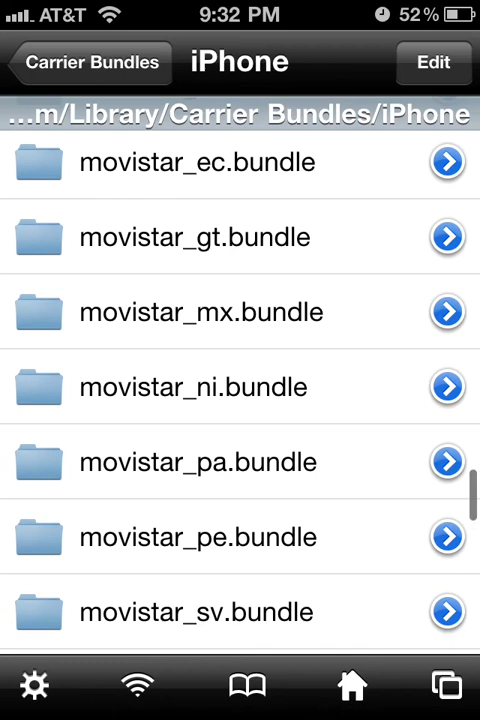 AT&T 9:32 PM 52%
Carrier Bundles iPhone Edit
...m/Library/Carrier Bundles/iPhone
movistar_ec.bundle
movistar_gt.bundle
movistar_mx.bundle
movistar_ni.bundle
movistar_pa.bundle
movistar_pe.bundle
movistar_sv.bundle